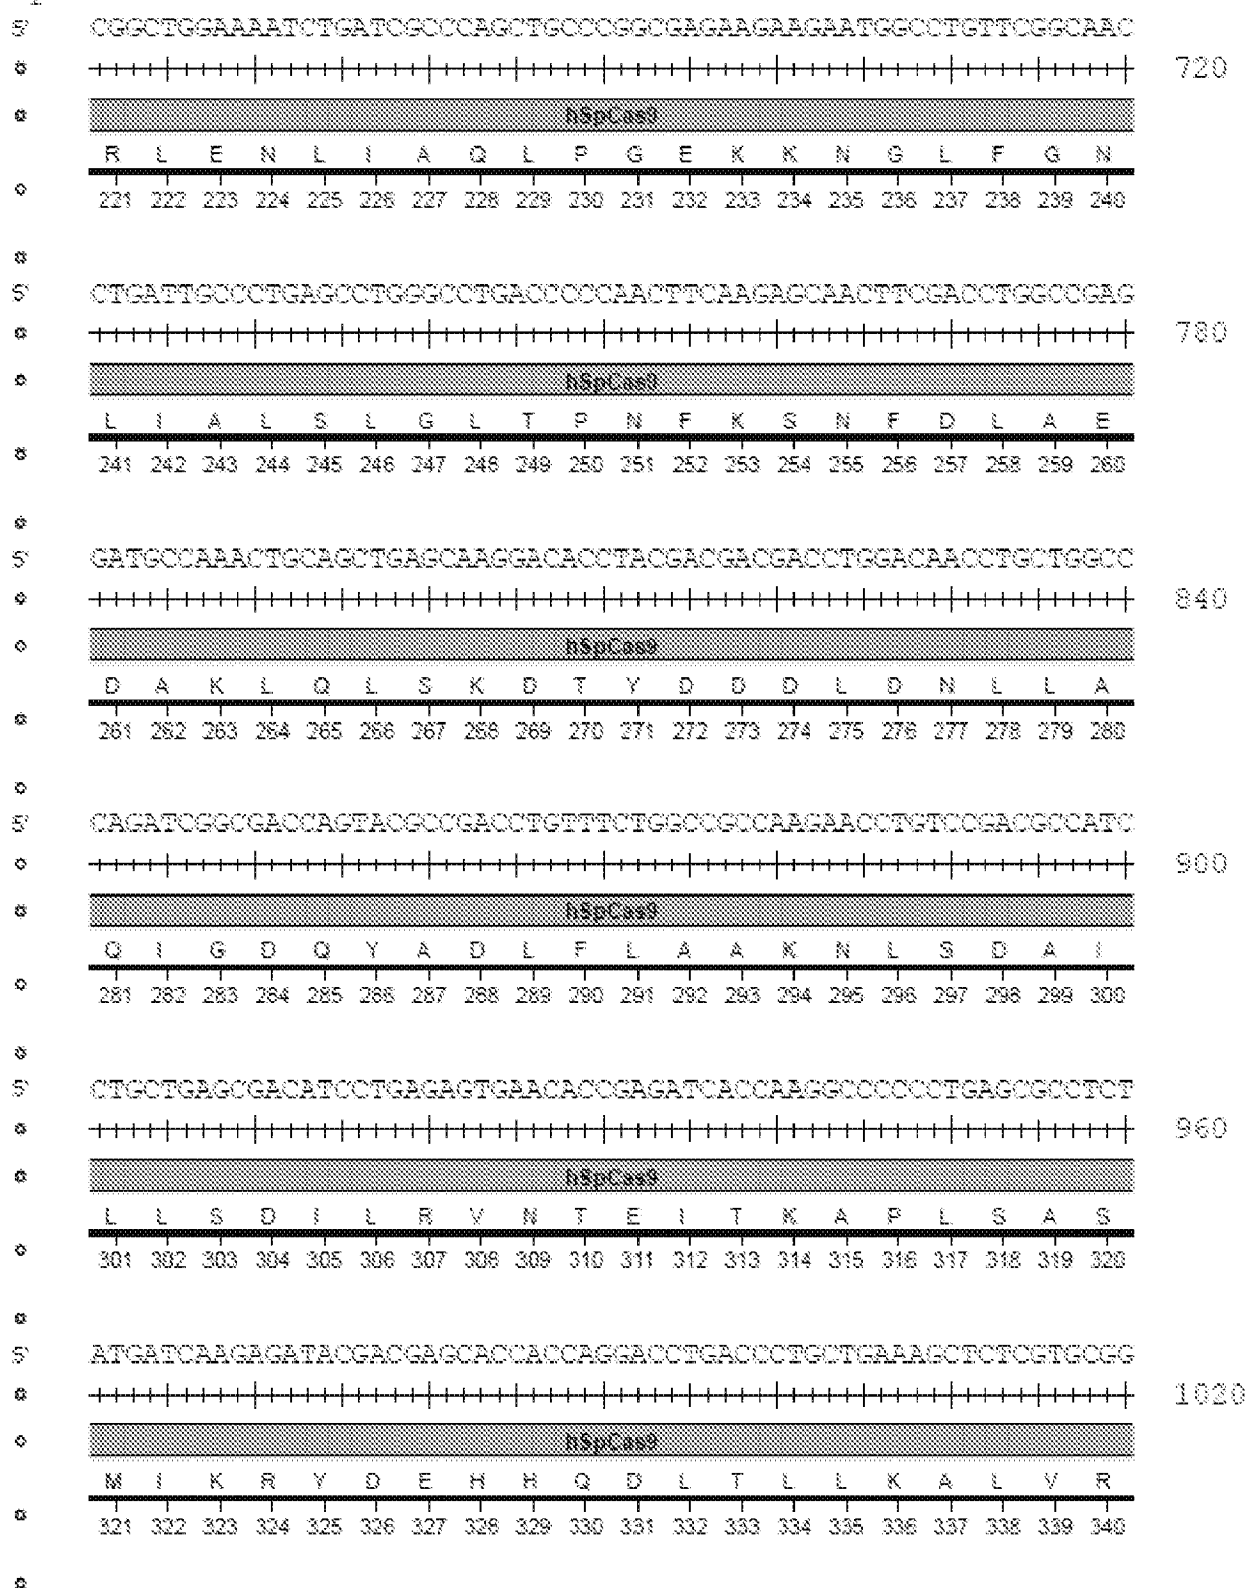 5' CGGCTGGAAAATCTGATCGCCCAGCTGCCCGGCGAGAAGAAGAATGGCCTGTTCGGCAAC
720
hSpCas9
R L E N L I A Q L P G E K K N G L F G N
221 222 223 224 225 226 227 228 229 230 231 232 233 234 235 236 237 238 239 240
5' CTGATTGCCCTGAGCCTGGGCCTGACCCCCAACTTCAAGAGCAACTTCGACCTGGCCGAG
780
hSpCas9
L I A L S L G L T P N F K S N F D L A E
241 242 243 244 245 246 247 248 249 250 251 252 253 254 255 256 257 258 259 260
5' GATGCCAAACTGCAGCTGAGCAAGGACACCTACGACGACGACCTGGACAACCTGCTGGCC
840
hSpCas9
D A K L Q L S K D T Y D D D L D N L L A
261 262 263 264 265 266 267 268 269 270 271 272 273 274 275 276 277 278 279 280
5' CAGATCGGCGACCAGTACGCCGACCTGTTTCTGGCCGCCAAGAACCTGTCCGACGCCATC
900
hSpCas9
Q I G D Q Y A D L F L A A K N L S D A I
281 282 283 284 285 286 287 288 289 290 291 292 293 294 295 296 297 298 299 300
5' CTGCTGAGCGACATCCTGAGAGTGAACACCGAGATCACCAAGGCCCCCCTGAGCGCCTCT
960
hSpCas9
L L S D I L R V N T E I T K A P L S A S
301 302 303 304 305 306 307 308 309 310 311 312 313 314 315 316 317 318 319 320
5' ATGATCAAGAGATACGACGAGCACCACCAGGACCTGACCCTGCTGAAAGCTCTCGTGCGG
1020
hSpCas9
M I K R Y D E H H Q D L T L L K A L V R
321 322 323 324 325 326 327 328 329 330 331 332 333 334 335 336 337 338 339 340